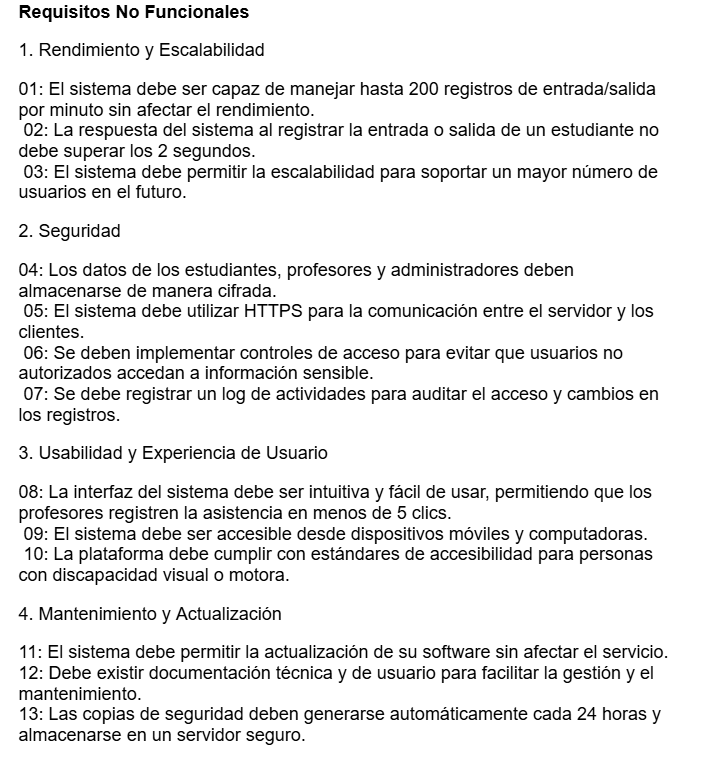 Requisitos No Funcionales
1. Rendimiento y Escalabilidad
01: El sistema debe ser capaz de manejar hasta 200 registros de entrada/salida
por minuto sin afectar el rendimiento.
02: La respuesta del sistema al registrar la entrada o salida de un estudiante no
debe superar los 2 segundos.
03: El sistema debe permitir la escalabilidad para soportar un mayor número de
usuarios en el futuro.
2. Seguridad
04: Los datos de los estudiantes, profesores y administradores deben
almacenarse de manera cifrada.
05: El sistema debe utilizar HTTPS para la comunicación entre el servidor y los
clientes.
06: Se deben implementar controles de acceso para evitar que usuarios no
autorizados accedan a información sensible.
07: Se debe registrar un log de actividades para auditar el acceso y cambios en
los registros.
3. Usabilidad y Experiencia de Usuario
08: La interfaz del sistema debe ser intuitiva y fácil de usar, permitiendo que los
profesores registren la asistencia en menos de 5 clics.
09: El sistema debe ser accesible desde dispositivos móviles y computadoras.
10: La plataforma debe cumplir con estándares de accesibilidad para personas
con discapacidad visual o motora.
4. Mantenimiento y Actualización
11: El sistema debe permitir la actualización de su software sin afectar el servicio.
12: Debe existir documentación técnica y de usuario para facilitar la gestión y el
mantenimiento.
13: Las copias de seguridad deben generarse automáticamente cada 24 horas y
almacenarse en un servidor seguro.